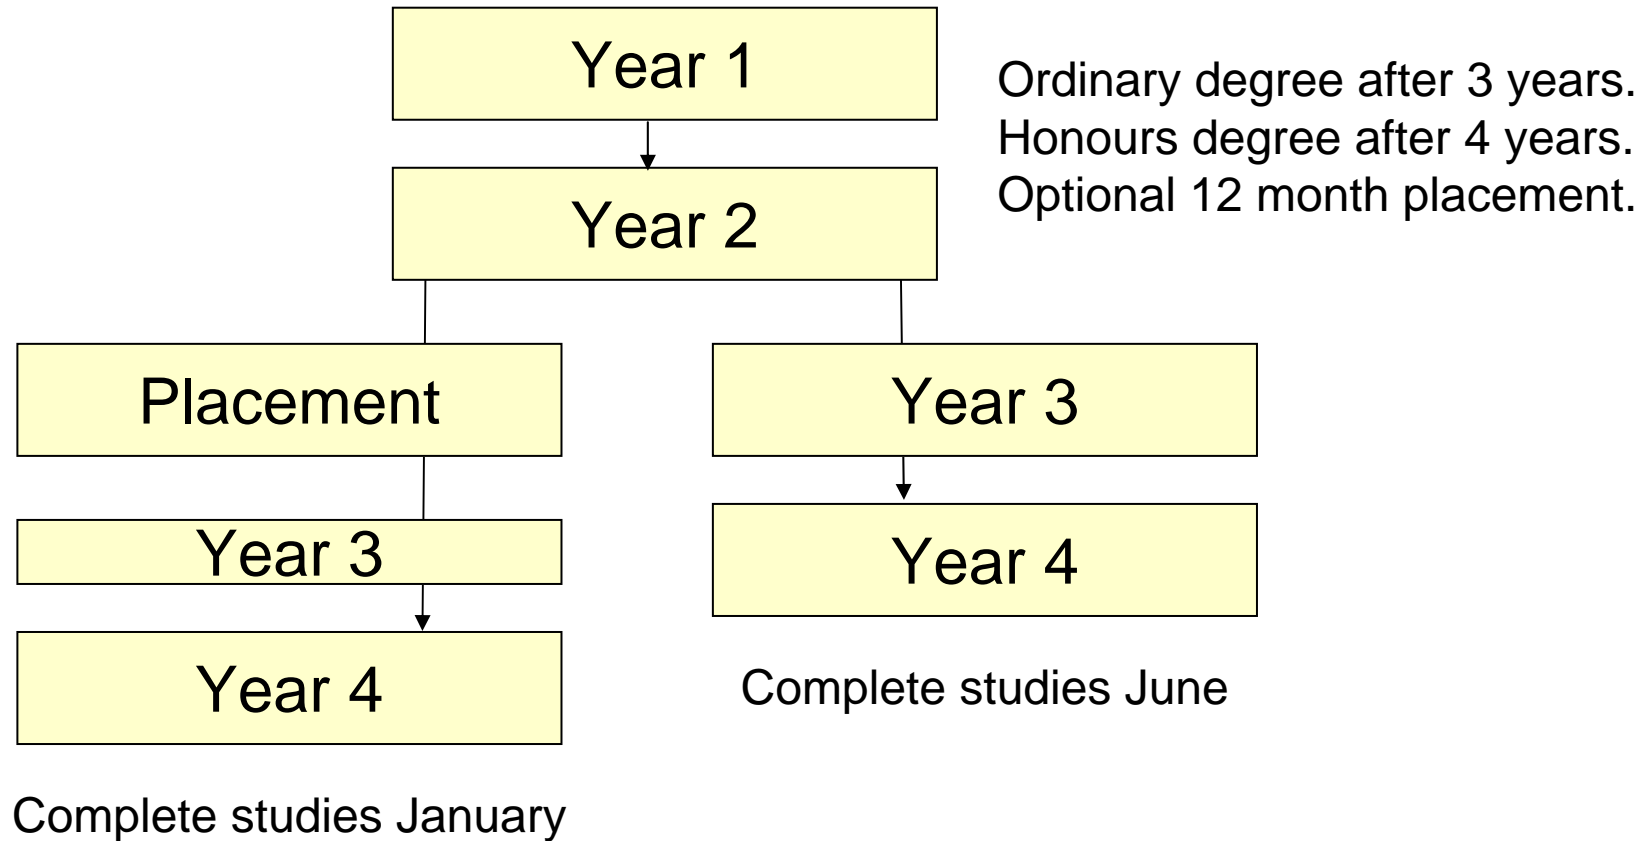 Year 1
Ordinary degree after 3 years.
Honours degree after 4 years.
Optional 12 month placement.
Year 2
Placement
Year 3
Year 3
Year 4
Year 4
Complete studies June
Complete studies January